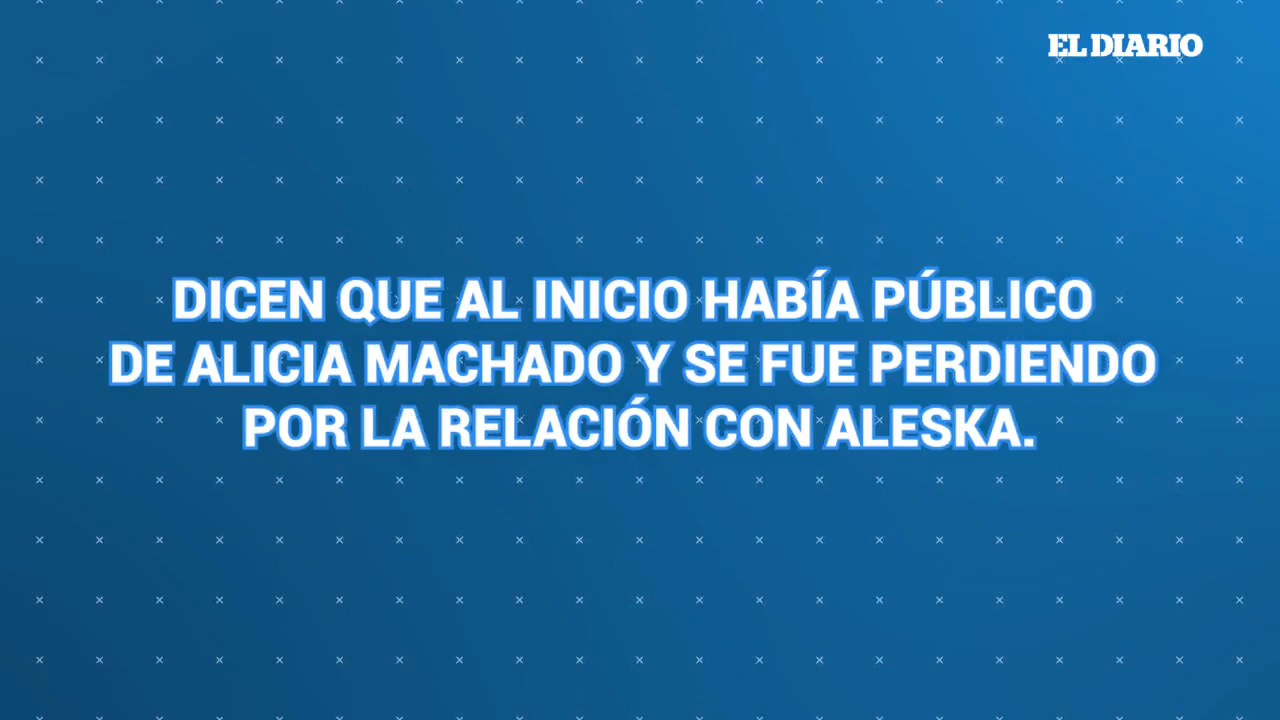 EL DIARIO
DICEN QUE AL INICIO HABÍA PÚBLICO
DE ALICIA MACHADO Y SE FUE PERDIENDO
POR LA RELACIÓN CON ALESKA.